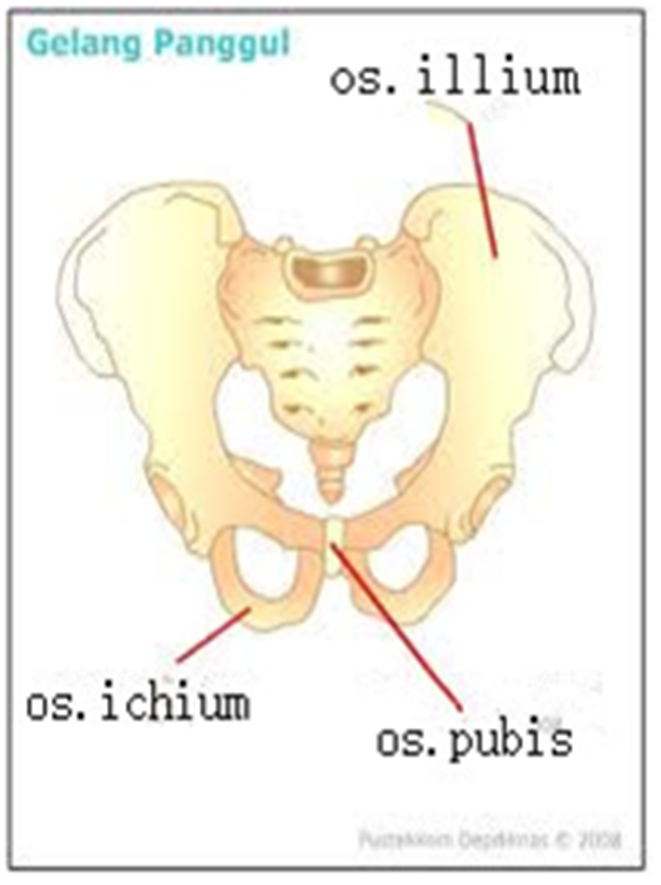 Gelang Panggul
os. illium
os. ichium
os. pubis
Pustekkom Depdiknas © 2008